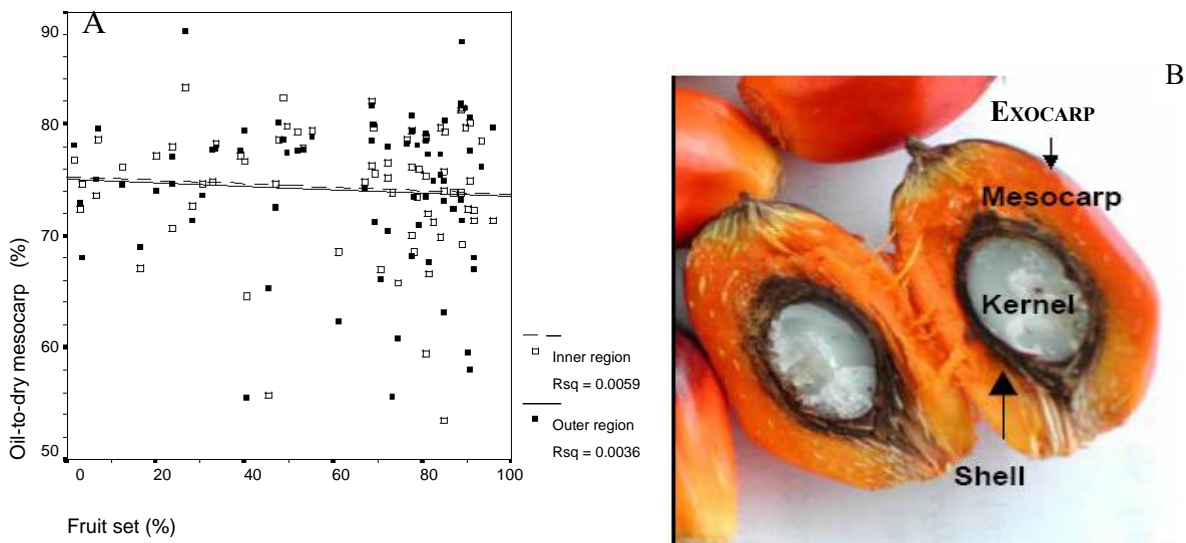 A
Oil-to-dry mesocarp (%)
90
80
70
60
50
0
20
40
60
80
100
Fruit set (%)
Inner region
Rsq = 0.0059
Outer region
Rsq = 0.0036
B
EXOCARP
Mesocarp
Kernel
Shell